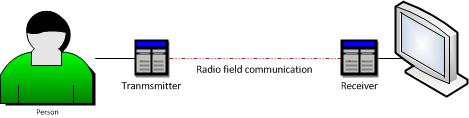 Radio field communication
Tranmsmitter
Receiver
Person